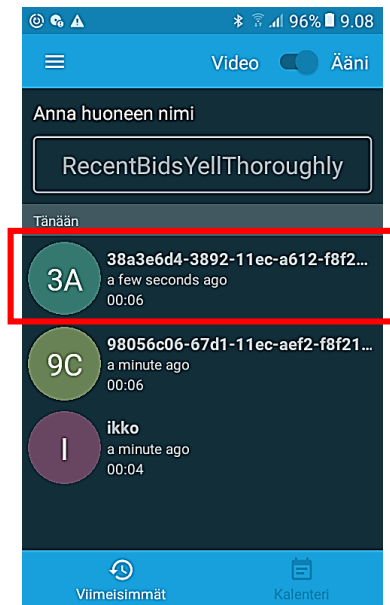 96% 9.08
Video Ääni
Anna huoneen nimi
RecentBidsYellThoroughly
Tänään
3A
38a3e6d4-3892-11ec-a612-f8f2...
a few seconds ago
00:06
9C
98056c06-67d1-11ec-aef2-f8f21...
a minute ago
00:06
I
ikko
a minute ago
00:04
Viimeisimmät Kalenteri